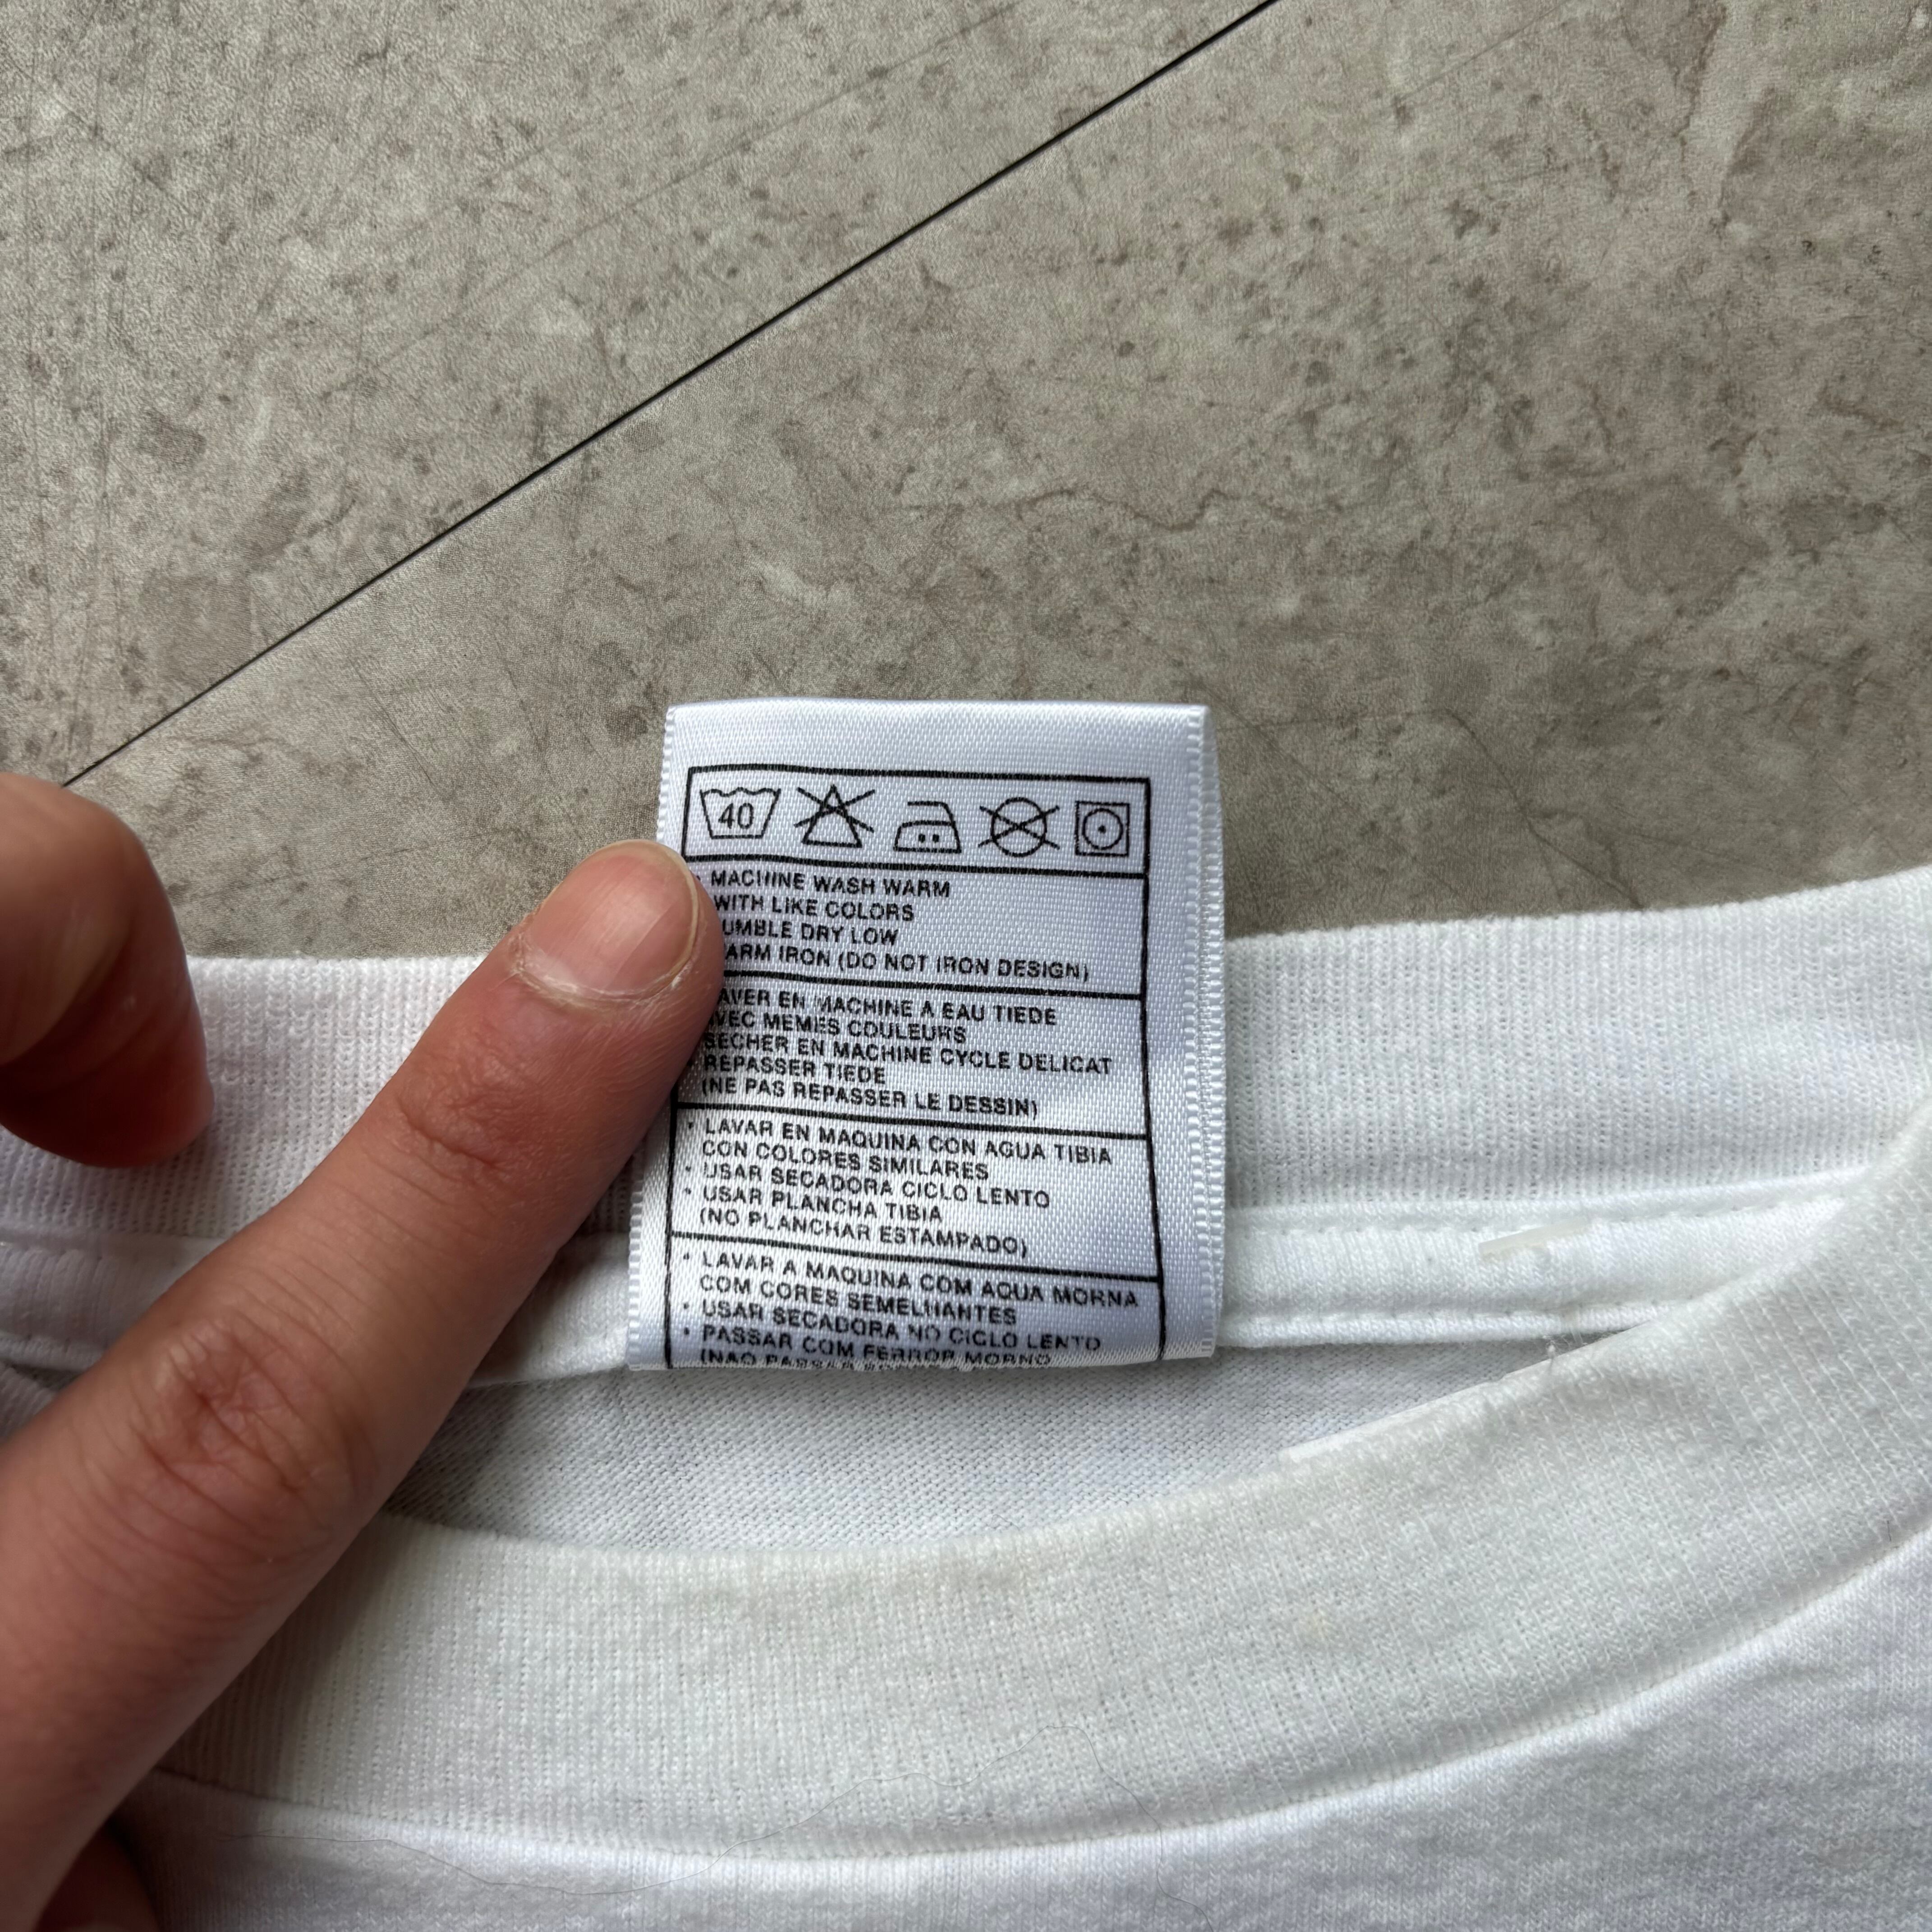 40
• MACHINE WASH WARM
WITH LIKE COLORS
UMBLE DRY LOW
ARM IRON (DO NOT IRON DESIGN)
AVER EN MACHINE A EAU TIEDE
AVEC MEMES COULEURS
SECHER EN MACHINE CYCLE DELICAT
• REPASSER TIEDE
(NE PAS REPASSER LE DESSIN)
• LAVAR EN MAQUINA CON AGUA TIBIA
CON COLORES SIMILARES
• USAR SECADORA CICLO LENTO
• USAR PLANCHA TIBIA
(NO PLANCHAR ESTAMPADO)
• LAVAR A MAQUINA COM AQUA MORNA
COM CORES SEMELHANTES
• USAR SECADORA NO CICLO LENTO
• PASSAR COM FERROR MORNO
(NAO PASSAR